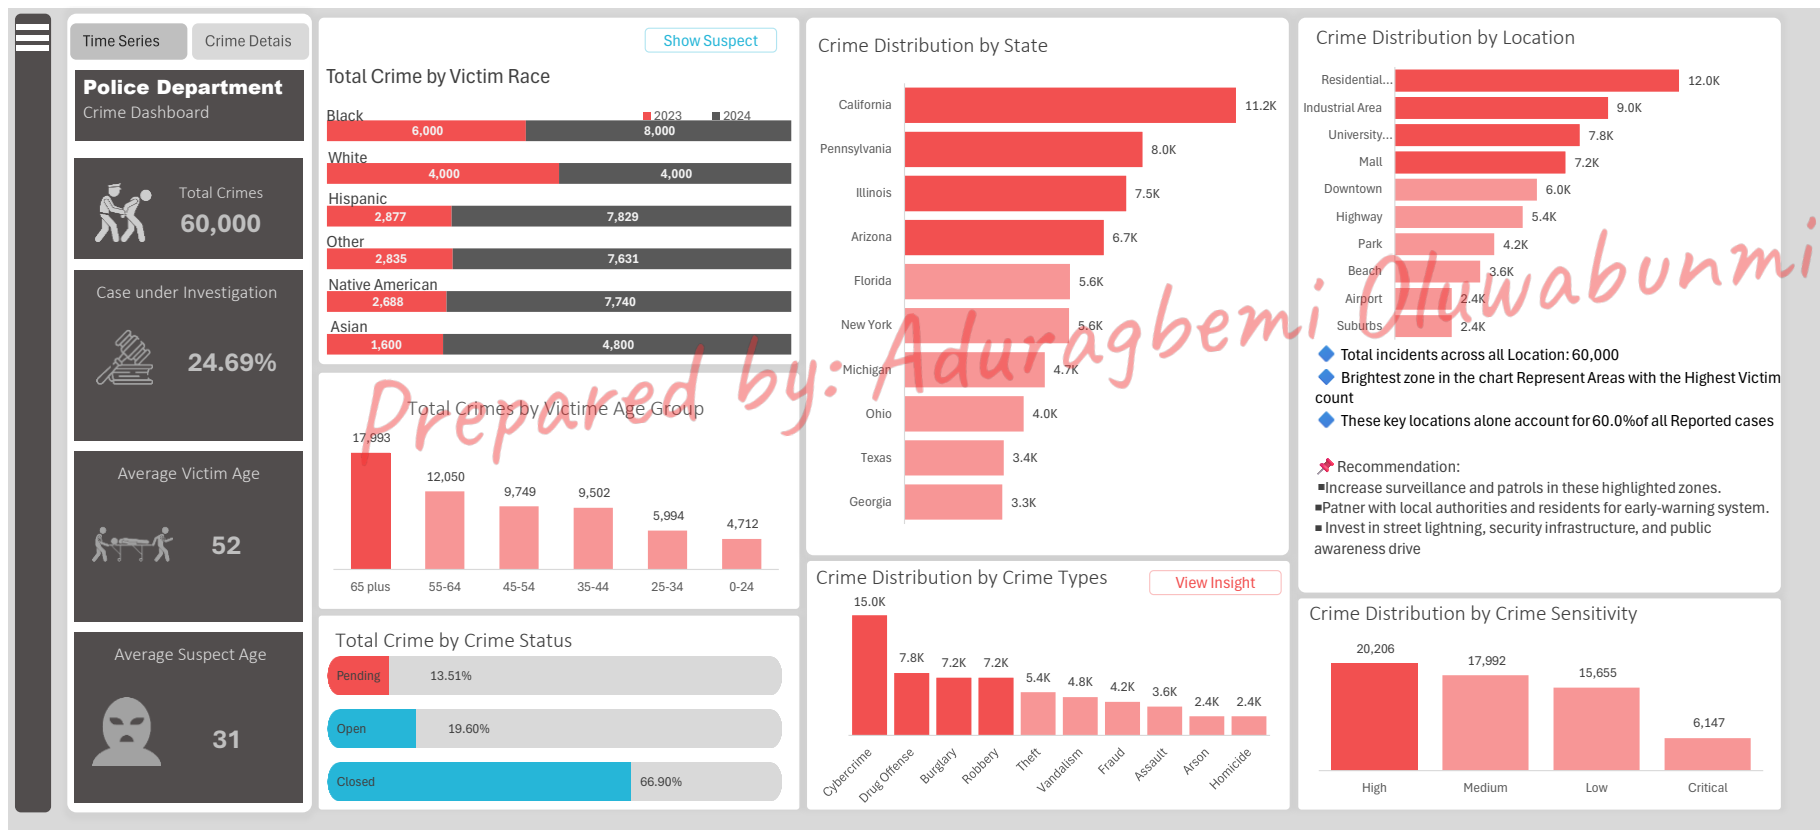 Time Series
Crime Detais
Police Department
Crime Dashboard
Total Crimes
60,000
Case under Investigation
24.69%
Average Victim Age
52
Average Suspect Age
31
Show Suspect
Total Crime by Victim Race
2023
2024
Black
6,000
8,000
White
4,000
4,000
Hispanic
2,877
7,829
Other
2,835
7,631
Native American
2,688
7,740
Asian
1,600
4,800
Total Crimes by Victime Age Group
17,993
12,050
9,749
9,502
5,994
4,712
65 plus
55-64
45-54
35-44
25-34
0-24
Total Crime by Crime Status
Pending
13.51%
Open
19.60%
Closed
66.90%
Crime Distribution by State
California
11.2K
Pennsylvania
8.0K
Illinois
7.5K
Arizona
6.7K
Florida
5.6K
New York
5.6K
Michigan
4.7K
Ohio
4.0K
Texas
3.4K
Georgia
3.3K
Crime Distribution by Crime Types
View Insight
15.0K
7.8K
7.2K
7.2K
5.4K
4.8K
4.2K
3.6K
2.4K
2.4K
Cybercrime
Drug Offense
Burglary
Robbery
Theft
Vandalism
Fraud
Assault
Arson
Homicide
Crime Distribution by Location
Residential...
12.0K
Industrial Area
9.0K
University...
7.8K
Mall
7.2K
Downtown
6.0K
Highway
5.4K
Park
4.2K
Beach
3.6K
Airport
2.4K
Suburbs
2.4K
🔷 Total incidents across all Location: 60,000
🔷 Brightest zone in the chart Represent Areas with the Highest Victim
count
🔷 These key locations alone account for 60.0%of all Reported cases
📌 Recommendation:
▪Increase surveillance and patrols in these highlighted zones.
▪Patner with local authorities and residents for early-warning system.
▪ Invest in street lightning, security infrastructure, and public
awareness drive
Crime Distribution by Crime Sensitivity
20,206
17,992
15,655
6,147
High
Medium
Low
Critical
Prepared by: Aduragbemi Oluwabunmi